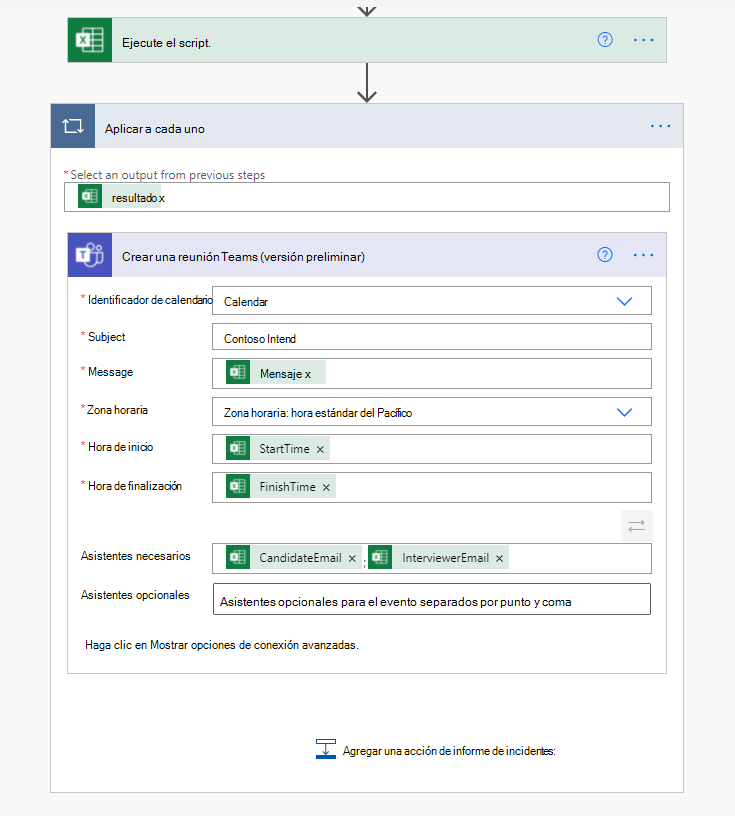 Ejecute el script.
Aplicar a cada uno
*Select an output from previous steps
resultado x
Crear una reunión Teams (versión preliminar)
* Identificador de calendario Calendar
* Subject Contoso Intend
* Message Mensaje x
* Zona horaria Zona horaria: hora estándar del Pacífico
* Hora de inicio StartTime ×
* Hora de finalización FinishTime ×
Asistentes necesarios CandidateEmail × ; InterviewerEmail ×
Asistentes opcionales Asistentes opcionales para el evento separados por punto y coma
Haga clic en Mostrar opciones de conexión avanzadas.
Agregar una acción de informe de incidentes: